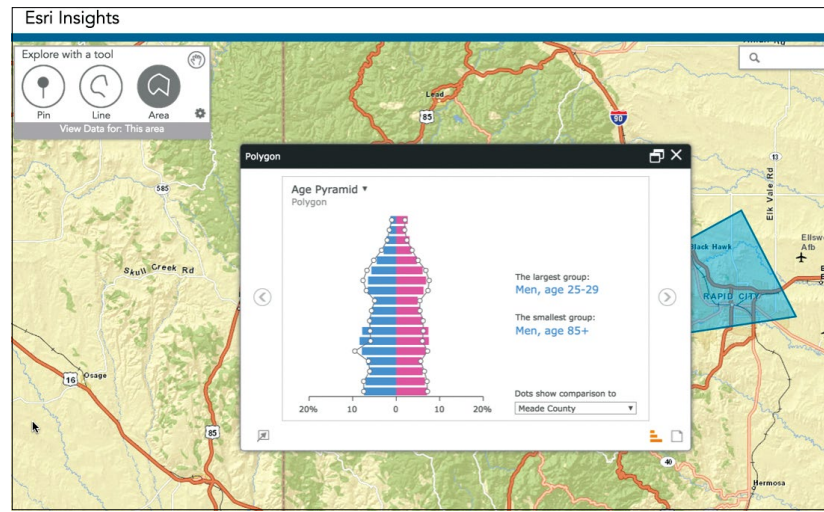 Esri Insights
Explore with a tool
Pin Line Area
View Data for: This area
Lead
85
90
13
Elk Vale Rd
585
Skull Creek Rd
Polygon
Age Pyramid
Polygon
The largest group:
Men, age 25-29
The smallest group:
Men, age 85+
Dots show comparison to
Meade County
20% 10 0 10 20%
Black Hawk
Ellsw
Afb
RAPID CITY
16
Osage
85
40
Hermosa